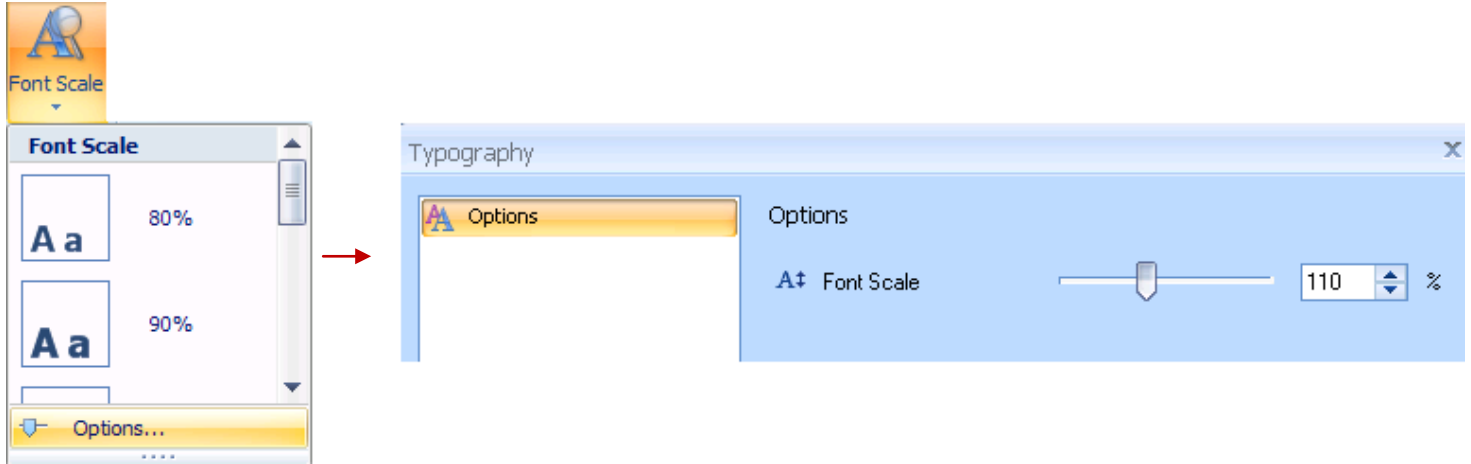 Font Scale
Font Scale
A a
80%
A a
90%
Options...
Typography
Options
Options
Font Scale
110
%